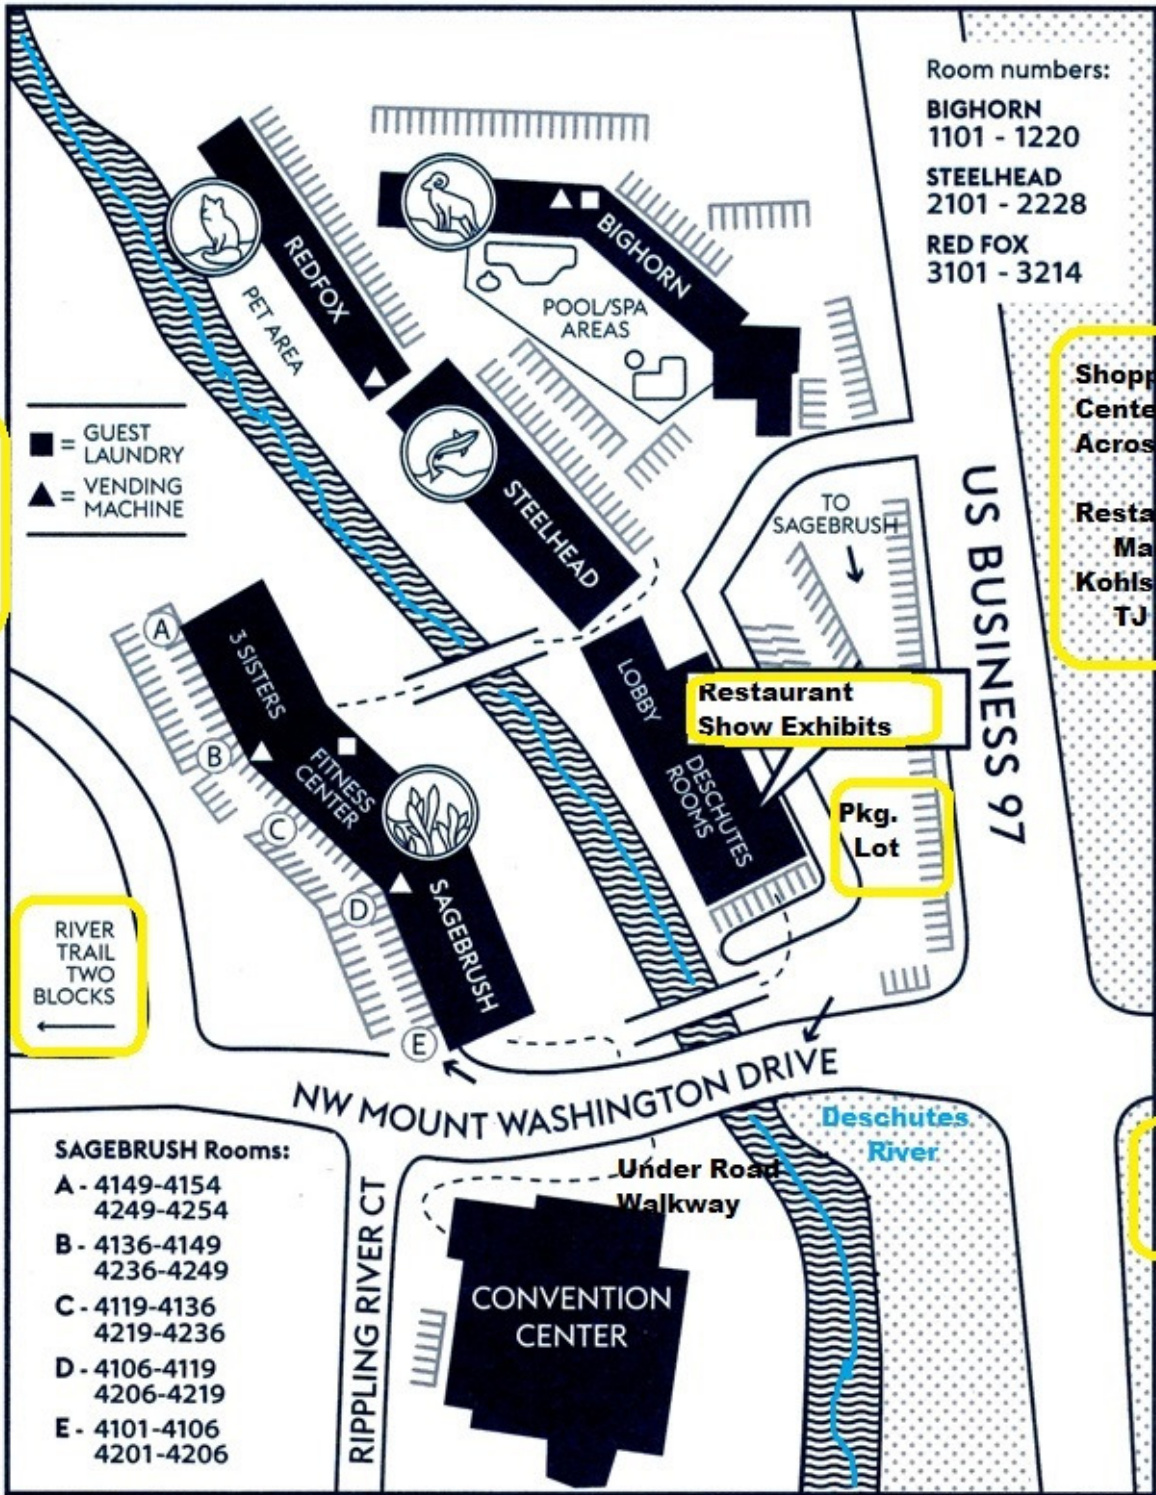 Room numbers:
BIGHORN
1101 - 1220
STEELHEAD
2101 - 2228
RED FOX
3101 - 3214
REDFOX
BIGHORN
PET AREA
POOL/SPA
AREAS
■ = GUEST
LAUNDRY
▲ = VENDING
MACHINE
STEELHEAD
TO
SAGEBRUSH
US BUSINESS 97
Shopp
Cente
Acros
Resta
Ma
Kohls
TJ
A
3 SISTERS
B
FITNESS
CENTER
C
D
SAGEBRUSH
E
LOBBY
DESCHUTES
ROOMS
Restaurant
Show Exhibits
Pkg.
Lot
RIVER
TRAIL
TWO
BLOCKS
NW MOUNT WASHINGTON DRIVE
Deschutes
River
Under Road
Walkway
RIPPLING RIVER CT
CONVENTION
CENTER
SAGEBRUSH Rooms:
A - 4149-4154
4249-4254
B - 4136-4149
4236-4249
C - 4119-4136
4219-4236
D - 4106-4119
4206-4219
E - 4101-4106
4201-4206